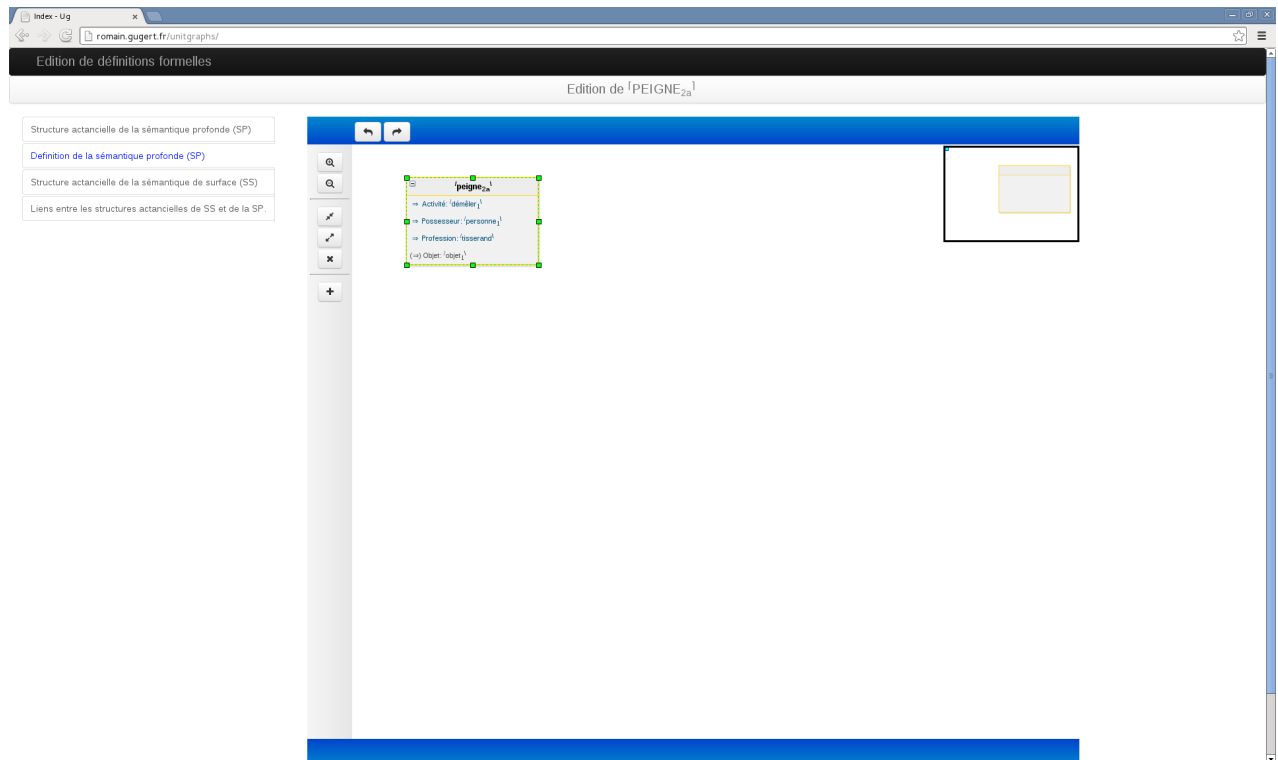 Index - Ug
romain.gugert.fr/unitgraphs/
Edition de définitions formelles
Edition de ⌈PEIGNE₂ₐ⌉
Structure actancielle de la sémantique profonde (SP)
Definition de la sémantique profonde (SP)
Structure actancielle de la sémantique de surface (SS)
Liens entre les structures actancielles de SS et de la SP.
⌈peigne₂ₐ⌉
⇒ Activité: ⌈démêler₁⌉
⇒ Possesseur: ⌈personne₁⌉
⇒ Profession: ⌈tisserand⌉
(⇒) Objet: ⌈objet₁⌉